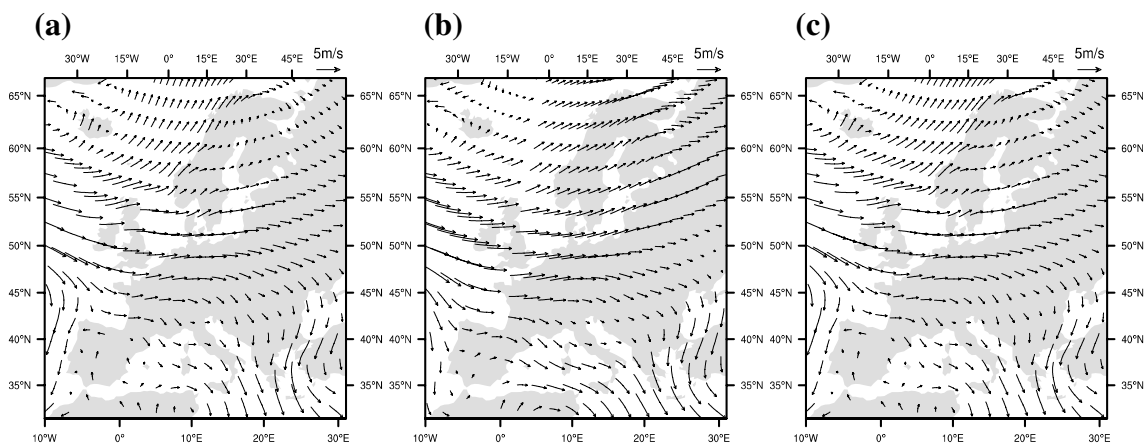 (a) (b) (c)
30°W 15°W 0° 15°E 30°E 45°E 5m/s 30°W 15°W 0° 15°E 30°E 45°E 5m/s 30°W 15°W 0° 15°E 30°E 45°E 5m/s
65°N 65°N 65°N 65°N 65°N 65°N
60°N 60°N 60°N 60°N 60°N 60°N
55°N 55°N 55°N 55°N 55°N 55°N
50°N 50°N 50°N 50°N 50°N 50°N
45°N 45°N 45°N 45°N 45°N 45°N
40°N 40°N 40°N 40°N 40°N 40°N
35°N 35°N 35°N 35°N 35°N 35°N
10°W 0° 10°E 20°E 30°E 10°W 0° 10°E 20°E 30°E 10°W 0° 10°E 20°E 30°E